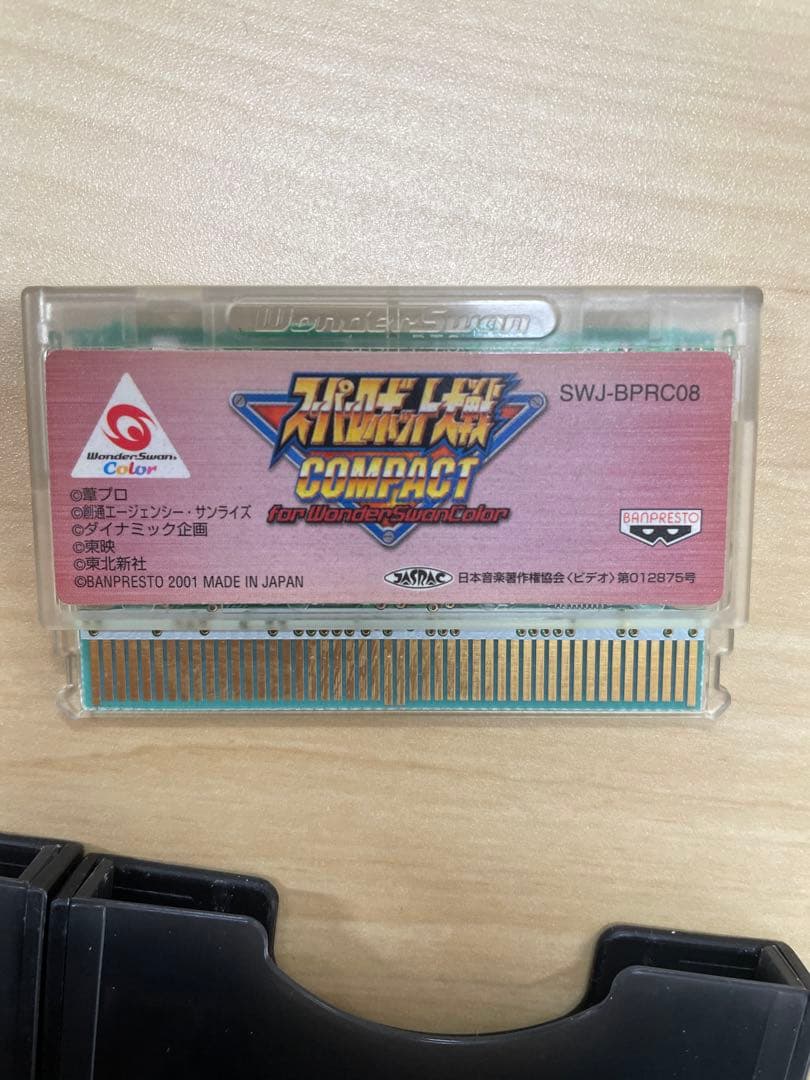 WonderSwan
WonderSwan
Color
スーパーロボット大戦
COMPACT
for WonderSwanColor
SWJ-BPRC08
BANPRESTO
©葦プロ
©創通エージェンシー・サンライズ
©ダイナミック企画
©東映
©東北新社
©BANPRESTO 2001 MADE IN JAPAN
JASRAC
日本音楽著作権協会〈ビデオ〉第012875号